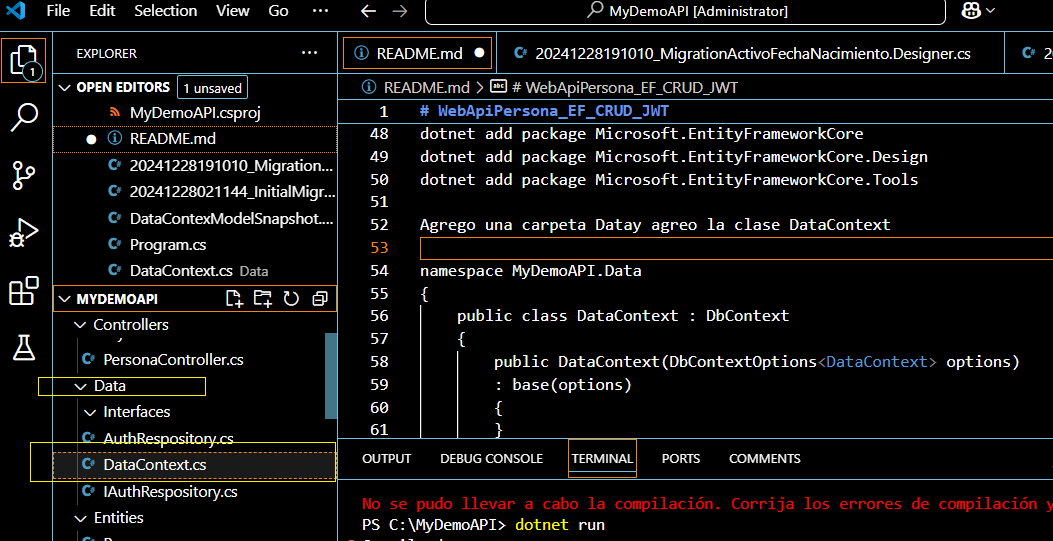 File Edit Selection View Go ··· MyDemoAPI [Administrator]
EXPLORER ···
README.md
20241228191010_MigrationActivoFechaNacimiento.Designer.cs
OPEN EDITORS 1 unsaved
MyDemoAPI.csproj
README.md
20241228191010_Migration...
20241228021144_InitialMigr...
DataContexModelSnapshot....
Program.cs
DataContext.cs Data
MYDEMOAPI
Controllers
PersonaController.cs
Data
Interfaces
AuthRespository.cs
DataContext.cs
IAuthRespository.cs
Entities
1
README.md > # WebApiPersona_EF_CRUD_JWT
1 # WebApiPersona_EF_CRUD_JWT
48 dotnet add package Microsoft.EntityFrameworkCore
49 dotnet add package Microsoft.EntityFrameworkCore.Design
50 dotnet add package Microsoft.EntityFrameworkCore.Tools
51
52 Agrego una carpeta Datay agreo la clase DataContext
53
54 namespace MyDemoAPI.Data
55 {
56 public class DataContext : DbContext
57 {
58 public DataContext(DbContextOptions<DataContext> options)
59 : base(options)
60 {
61 }
OUTPUT DEBUG CONSOLE TERMINAL PORTS COMMENTS
No se pudo llevar a cabo la compilación. Corrija los errores de compilación y
PS C:\MyDemoAPI> dotnet run